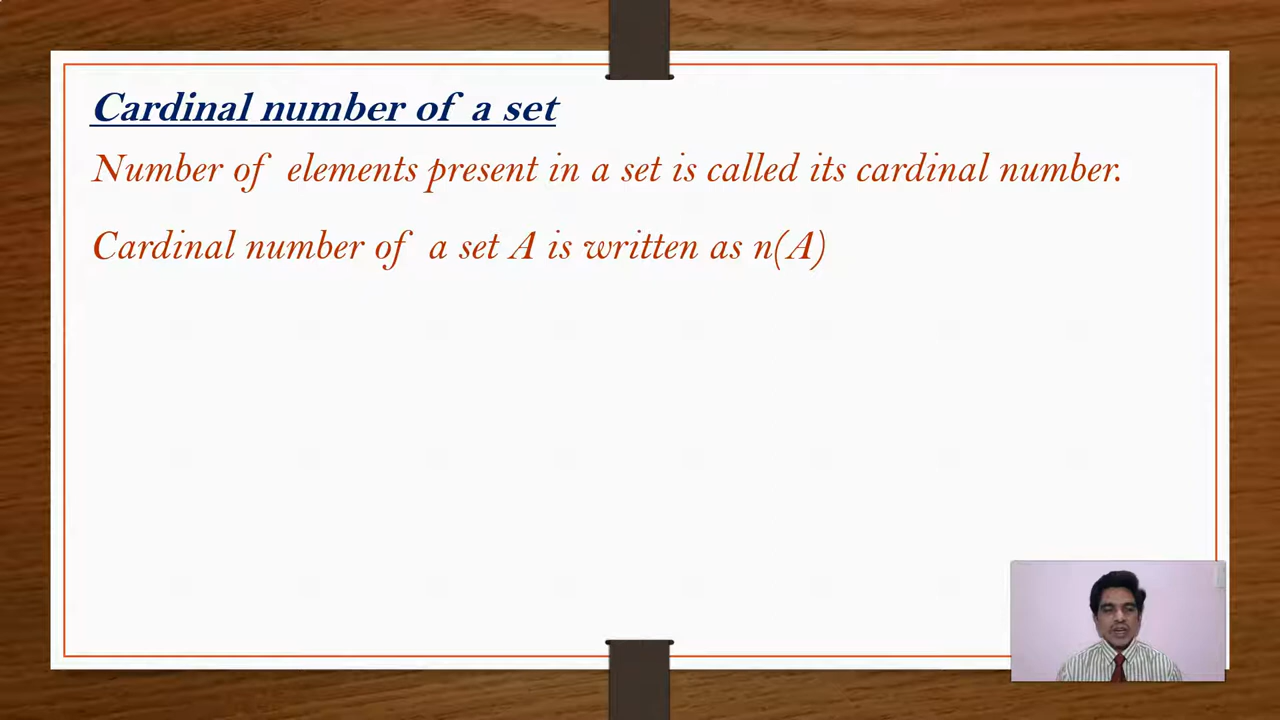 Cardinal number of a set
Number of elements present in a set is called its cardinal number.
Cardinal number of a set A is written as n(A)